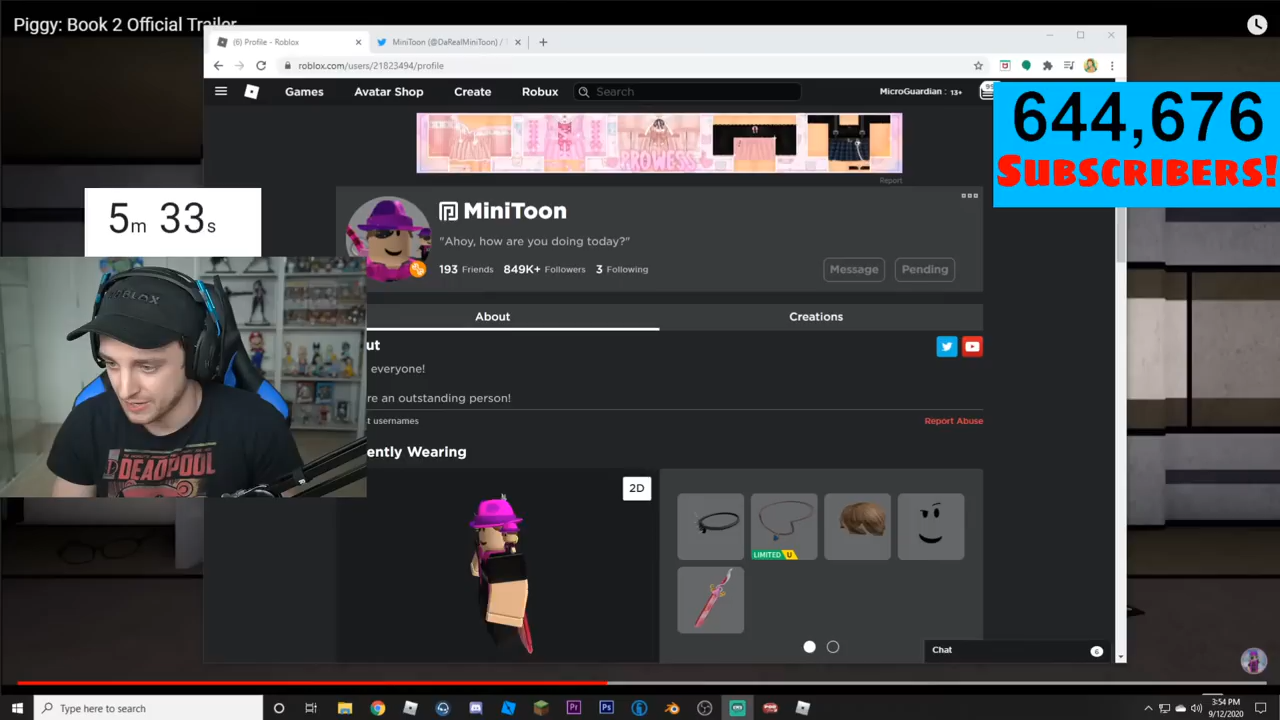 Piggy: Book 2 Official Trailer
(6) Profile - Roblox
MiniToon (@DaRealMiniToon) /
roblox.com/users/21823494/profile
Games
Avatar Shop
Create
Robux
Search
MicroGuardian : 13+
644,676
SUBSCRIBERS!
PROWESS
Report
5m 33s
MiniToon
"Ahoy, how are you doing today?"
193 Friends 849K+ Followers 3 Following
Message
Pending
About
Creations
ut
everyone!
re an outstanding person!
t usernames
Report Abuse
ently Wearing
2D
LIMITED U
ROBLOX
DEADPOOL
Chat
6
Type here to search
3:54 PM
9/12/2020